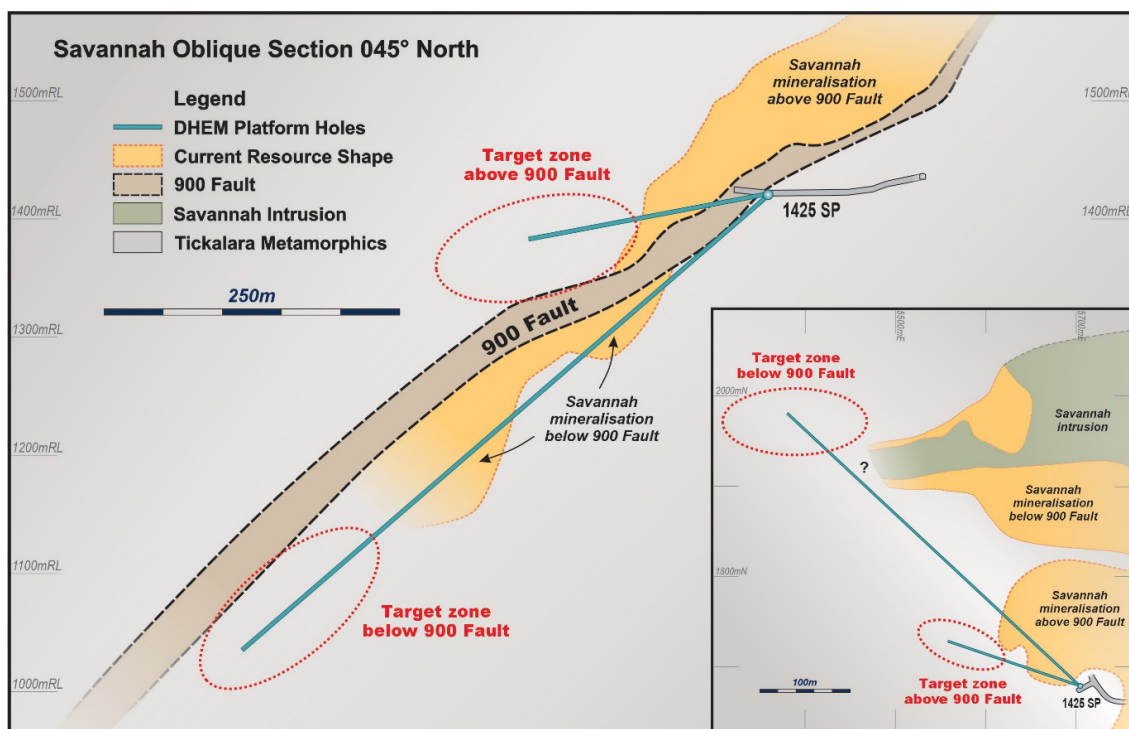 Savannah Oblique Section 045° North
Legend
DHEM Platform Holes
Current Resource Shape
900 Fault
Savannah Intrusion
Tickalara Metamorphics
250m
1500mRL
1400mRL
1300mRL
1200mRL
1100mRL
1000mRL
Savannah
mineralisation
above 900 Fault
1500mRL
1400mRL
Target zone
above 900 Fault
1425 SP
900 Fault
Savannah
mineralisation
below 900 Fault
Target zone
below 900 Fault
5500mE
5700mE
Target zone
below 900 Fault
2000mN
Savannah
intrusion
?
Savannah
mineralisation
below 900 Fault
1800mN
Savannah
mineralisation
above 900 Fault
100m
Target zone
above 900 Fault
1425 SP